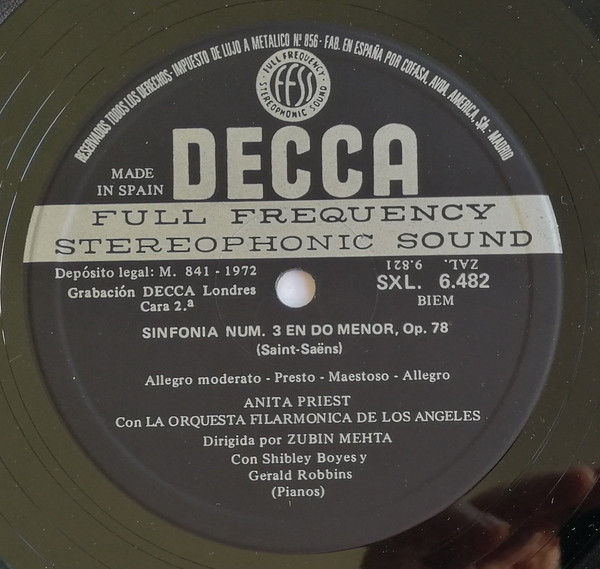 RESERVADOS TODOS LOS DERECHOS - IMPUESTO DE LUJO A METALICO Nº 856 - FAB. EN ESPAÑA POR COFASA, AVDA. AMERICA, S/n. - MADRID
FULL FREQUENCY
FFSS
STEREOPHONIC SOUND
DECCA
MADE
IN SPAIN
FULL FREQUENCY
STEREOPHONIC SOUND
Depósito legal: M. 841 - 1972
Grabación DECCA Londres
Cara 2.ª
ZAL.
9.821
SXL. 6.482
BIEM
SINFONIA NUM. 3 EN DO MENOR, Op. 78
(Saint-Saëns)
Allegro moderato - Presto - Maestoso - Allegro
ANITA PRIEST
Con LA ORQUESTA FILARMONICA DE LOS ANGELES
Dirigida por ZUBIN MEHTA
Con Shibley Boyes y
Gerald Robbins
(Pianos)